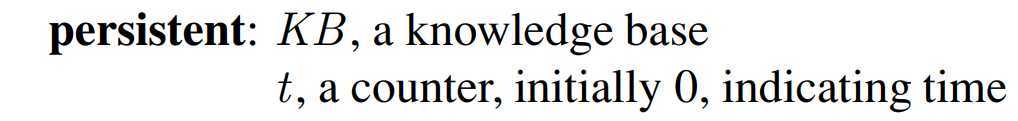 persistent: KB, a knowledge base
t, a counter, initially 0, indicating time